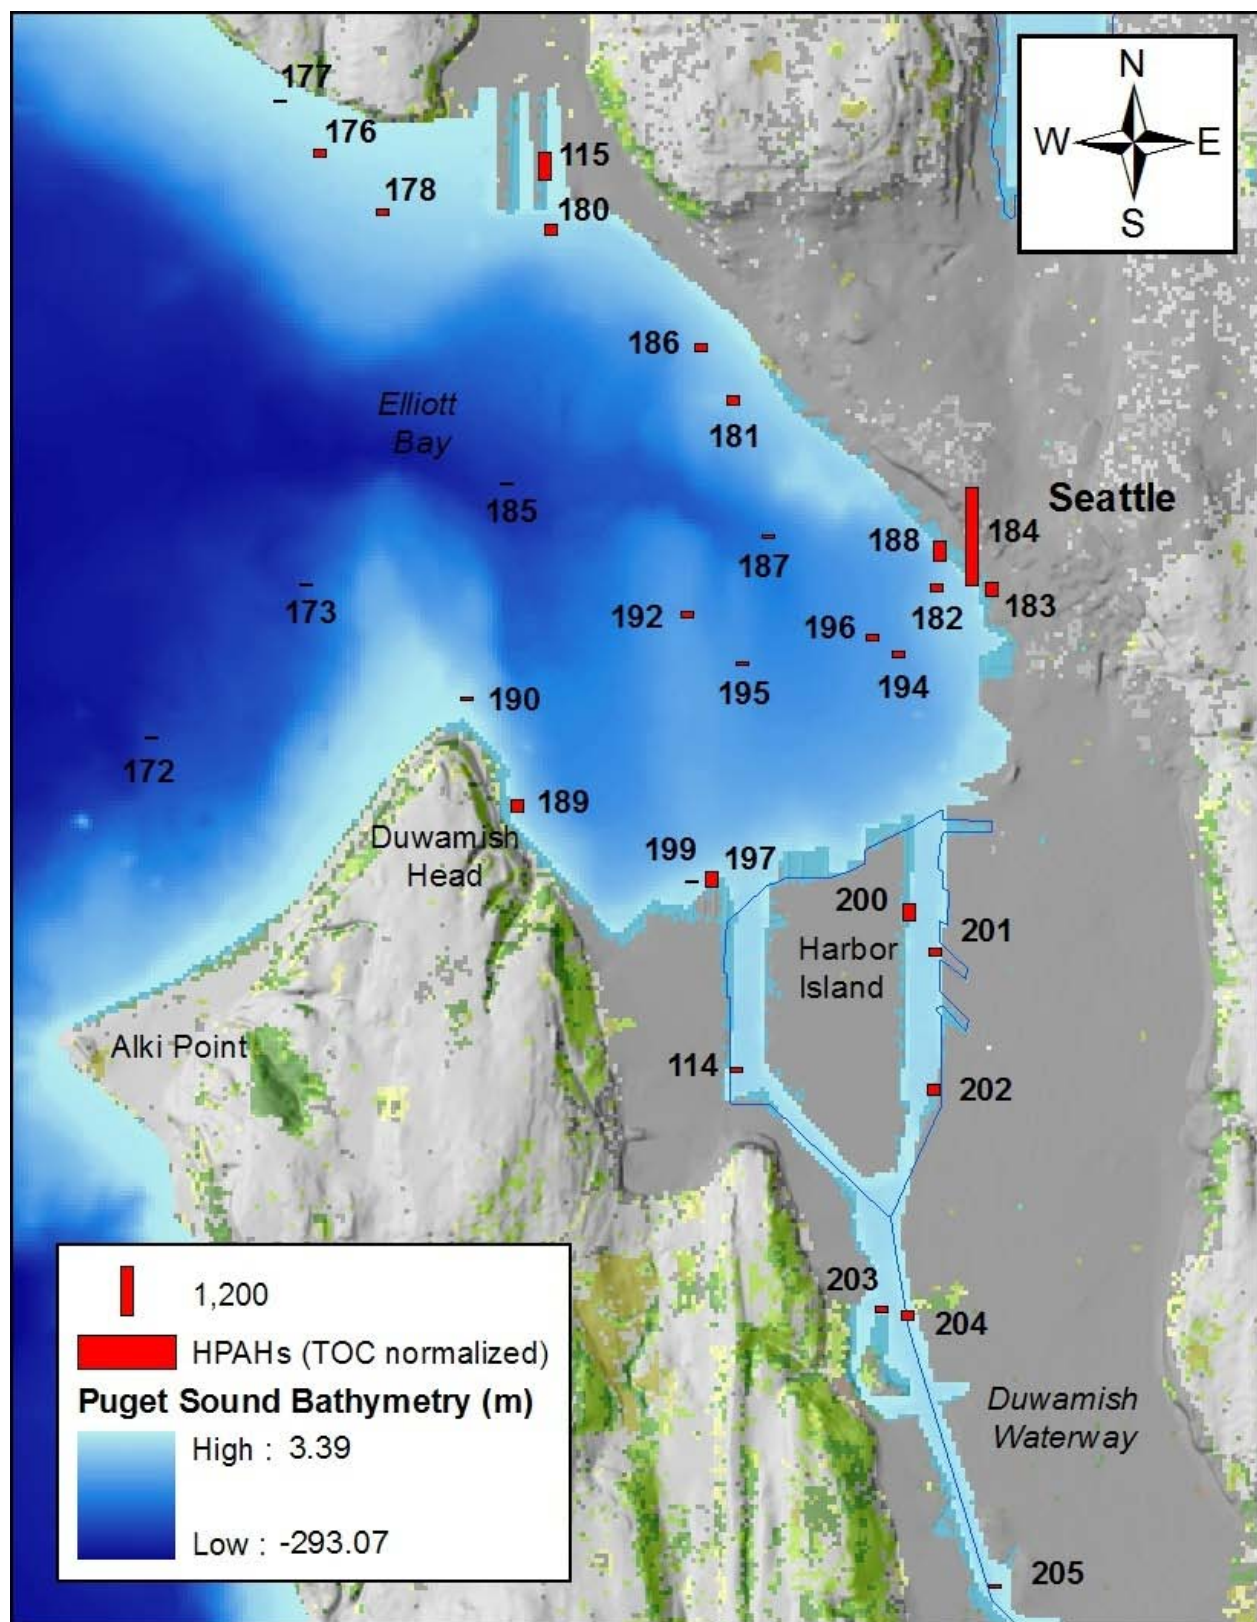 177
N
176
W
E
115
178
180
S
186
Elliott
Bay
181
Seattle
185
187
188
184
173
192
182
183
196
195
194
190
172
189
Duwamish
Head
199
197
200
201
Harbor
Island
Alki Point
114
202
203
204
1,200
HPAHs (TOC normalized)
Puget Sound Bathymetry (m)
High : 3.39
Low : -293.07
Duwamish
Waterway
205